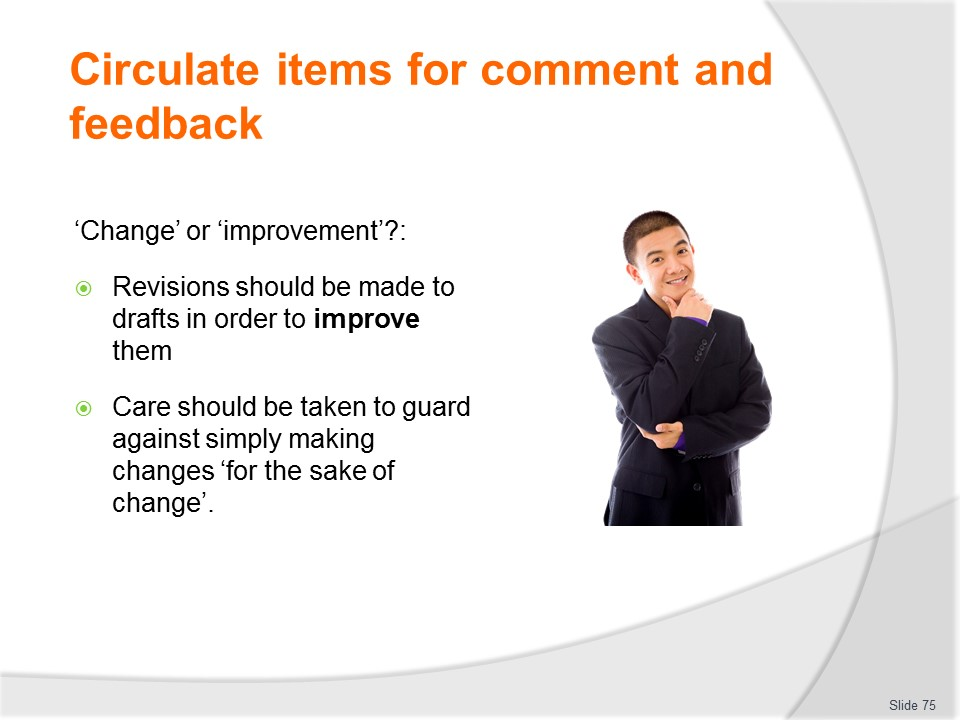 Circulate items for comment and
feedback
‘Change’ or ‘improvement’?:
Revisions should be made to
drafts in order to improve
them
Care should be taken to guard
against simply making
changes ‘for the sake of
change’.
Slide 75